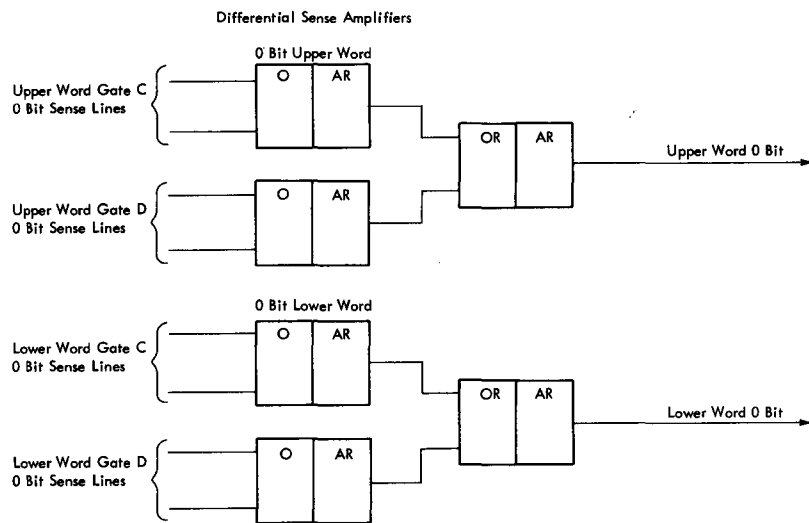 Differential Sense Amplifiers
0 Bit Upper Word
O AR
Upper Word Gate C
0 Bit Sense Lines
OR AR
Upper Word 0 Bit
O AR
Upper Word Gate D
0 Bit Sense Lines
0 Bit Lower Word
O AR
Lower Word Gate C
0 Bit Sense Lines
OR AR
Lower Word 0 Bit
O AR
Lower Word Gate D
0 Bit Sense Lines